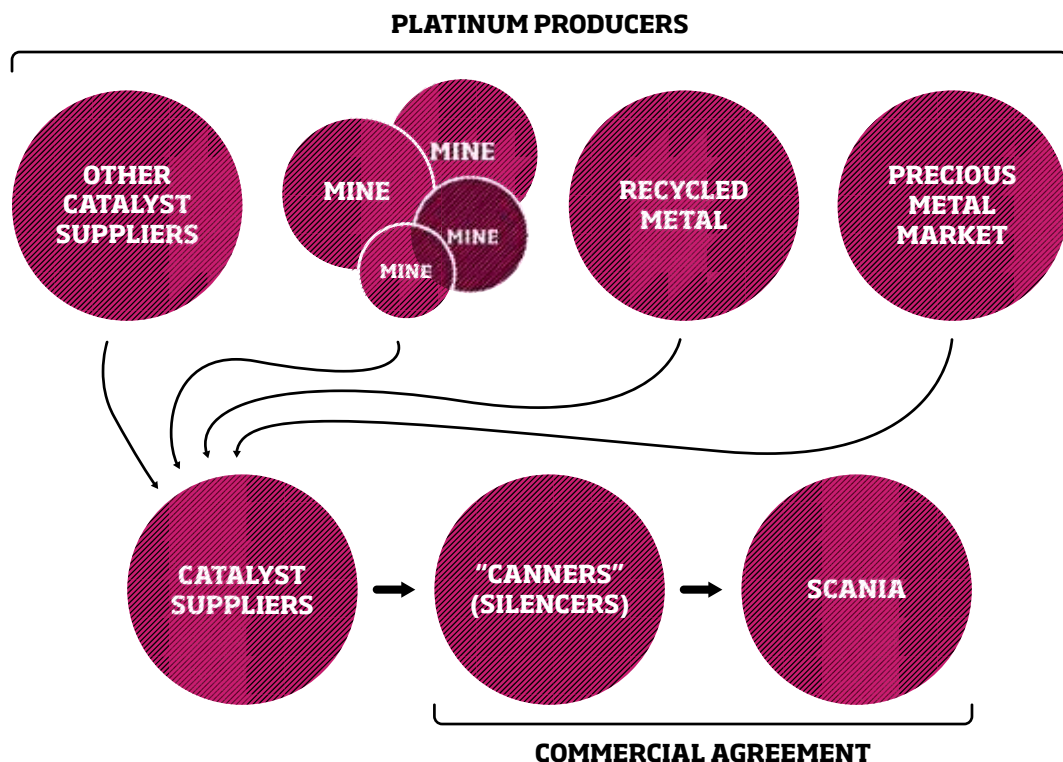 PLATINUM PRODUCERS
OTHER
CATALYST
SUPPLIERS
MINE
MINE
MINE
MINE
RECYCLED
METAL
PRECIOUS
METAL
MARKET
CATALYST
SUPPLIERS
“CANNERS”
(SILENCERS)
SCANIA
COMMERCIAL AGREEMENT